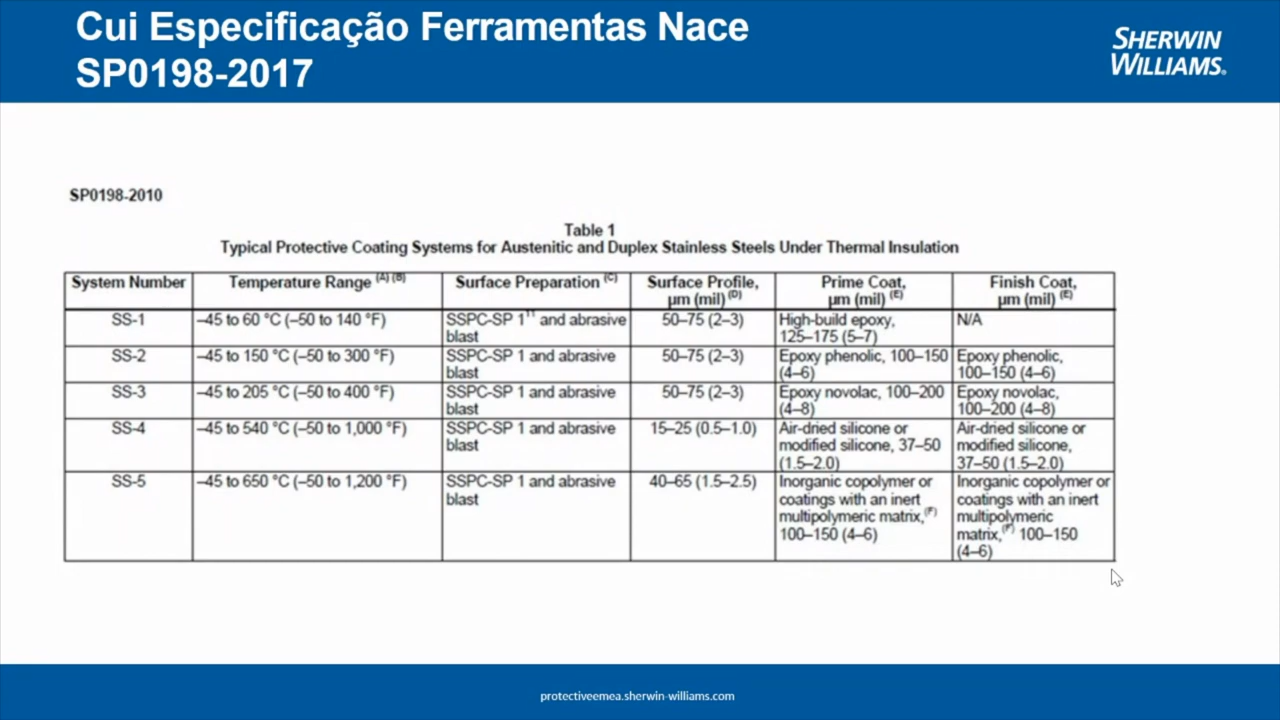 Cui Especificação Ferramentas Nace
SP0198-2017
SHERWIN
WILLIAMS.
SP0198-2010
Table 1
Typical Protective Coating Systems for Austenitic and Duplex Stainless Steels Under Thermal Insulation
System Number Temperature Range (A) (B) Surface Preparation (C) Surface Profile, µm (mil) (D) Prime Coat, µm (mil) (E) Finish Coat, µm (mil) (E)
SS-1 –45 to 60 °C (–50 to 140 °F) SSPC-SP 1¹¹ and abrasive blast 50–75 (2–3) High-build epoxy, 125–175 (5–7) N/A
SS-2 –45 to 150 °C (–50 to 300 °F) SSPC-SP 1 and abrasive blast 50–75 (2–3) Epoxy phenolic, 100–150 (4–6) Epoxy phenolic, 100–150 (4–6)
SS-3 –45 to 205 °C (–50 to 400 °F) SSPC-SP 1 and abrasive blast 50–75 (2–3) Epoxy novolac, 100–200 (4–8) Epoxy novolac, 100–200 (4–8)
SS-4 –45 to 540 °C (–50 to 1,000 °F) SSPC-SP 1 and abrasive blast 15–25 (0.5–1.0) Air-dried silicone or modified silicone, 37–50 (1.5–2.0) Air-dried silicone or modified silicone, 37–50 (1.5–2.0)
SS-5 –45 to 650 °C (–50 to 1,200 °F) SSPC-SP 1 and abrasive blast 40–65 (1.5–2.5) Inorganic copolymer or coatings with an inert multipolymeric matrix,(F) 100–150 (4–6) Inorganic copolymer or coatings with an inert multipolymeric matrix,(F) 100–150 (4–6)
protectiveemea.sherwin-williams.com